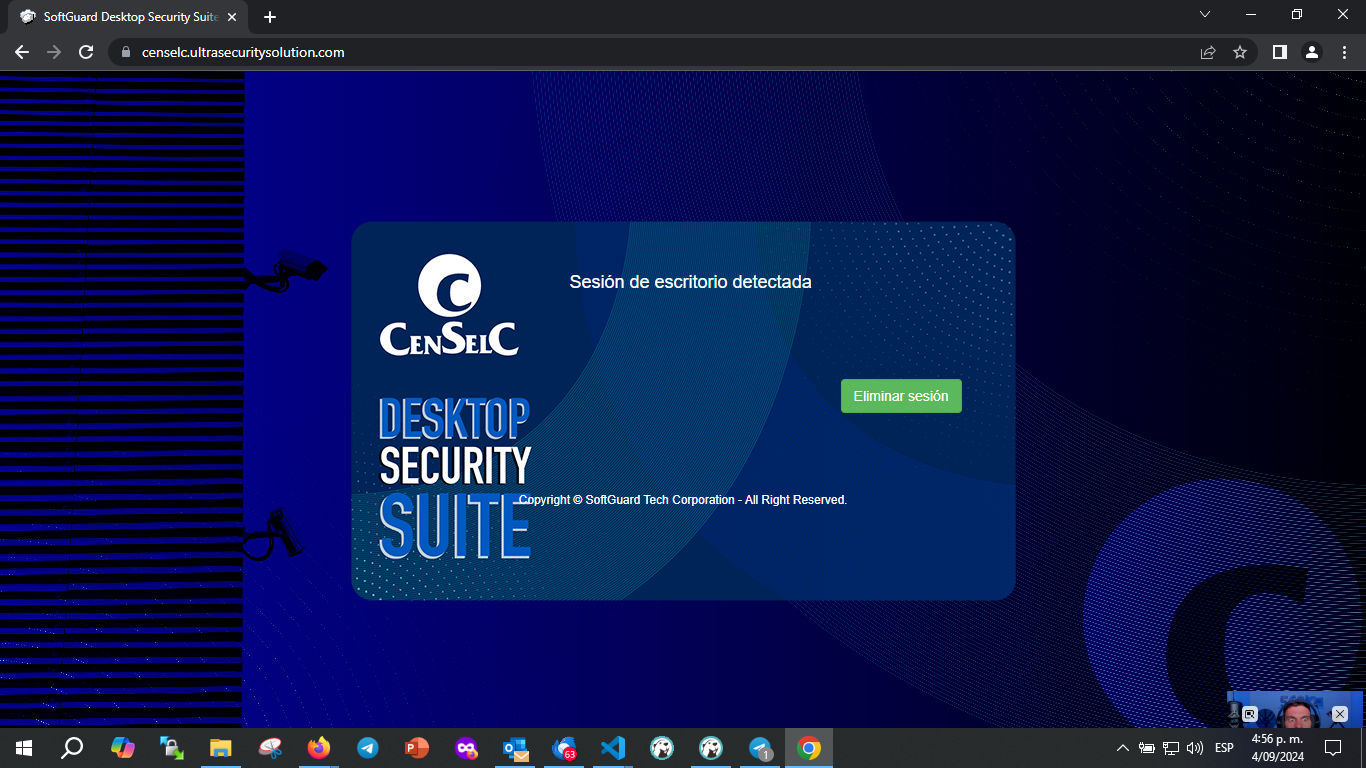 SoftGuard Desktop Security Suite
censelc.ultrasecuritysolution.com
C
CENSELC
Sesión de escritorio detectada
DESKTOP
SECURITY
SUITE
Eliminar sesión
Copyright © SoftGuard Tech Corporation - All Right Reserved.
63
1
ESP
4:56 p. m.
4/09/2024